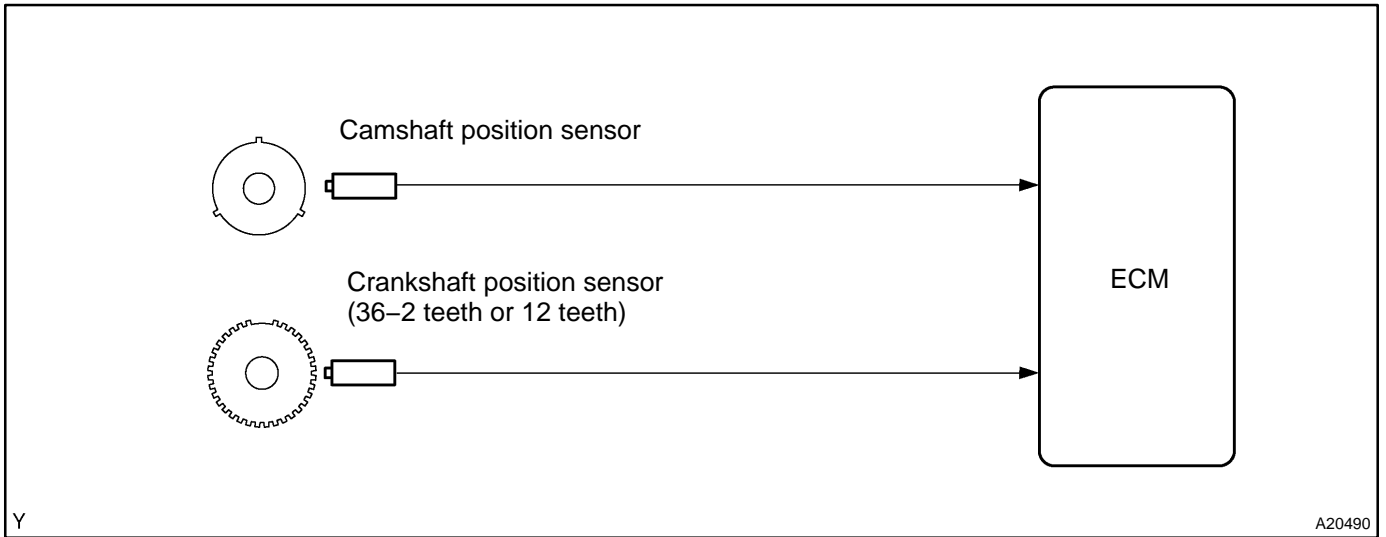 Camshaft position sensor
Crankshaft position sensor
(36−2 teeth or 12 teeth)
ECM
Y
A20490